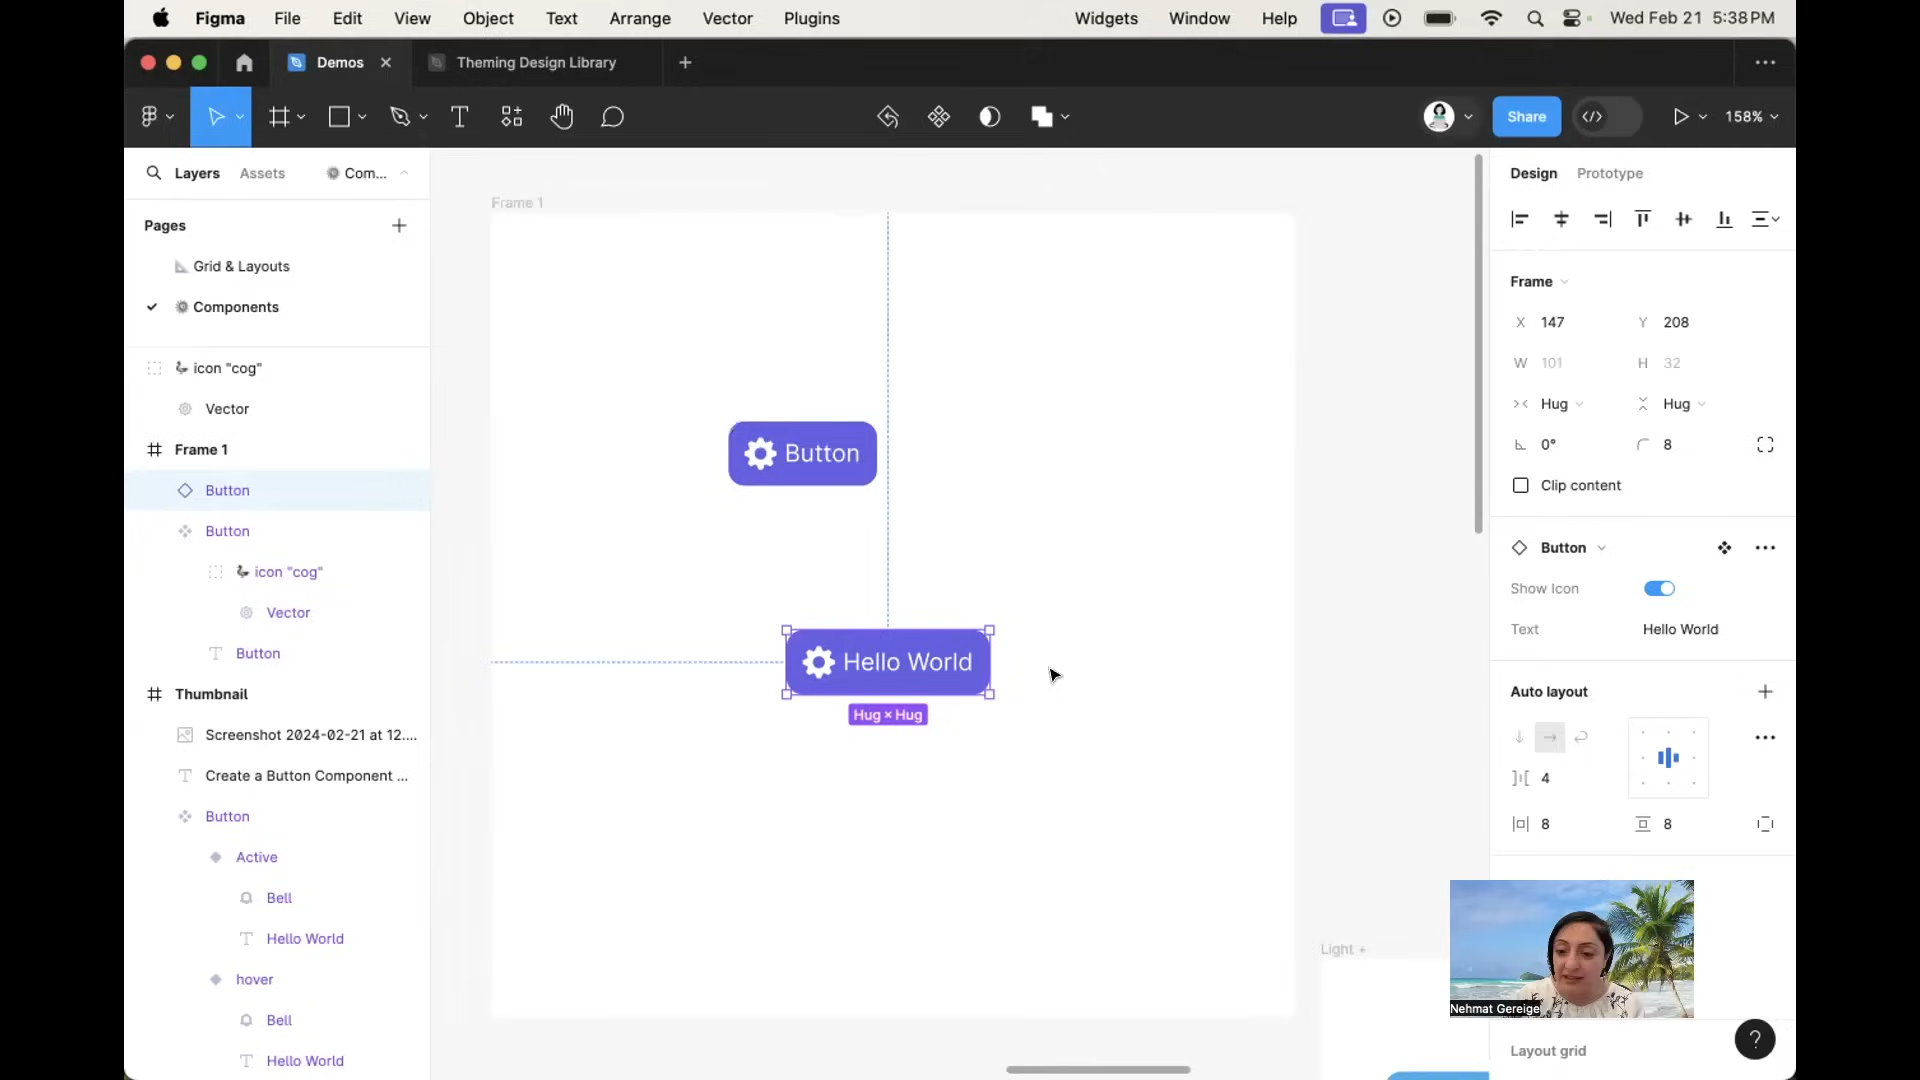 Figma File Edit View Object Text Arrange Vector Plugins Widgets Window Help Wed Feb 21 5:38 PM
Demos Theming Design Library
Share 158%
Layers Assets Com...
Pages
Grid & Layouts
Components
icon "cog"
Vector
Frame 1
Button
Button
icon "cog"
Vector
Button
Thumbnail
Screenshot 2024-02-21 at 12....
Create a Button Component ...
Button
Active
Bell
Hello World
hover
Bell
Hello World
Frame 1
Button
Hello World
Hug × Hug
Light +
Design Prototype
Frame
X 147 Y 208
W 101 H 32
Hug Hug
0° 8
Clip content
Button
Show Icon
Text Hello World
Auto layout
4
8 8
Nehmat Gereige
Layout grid
?